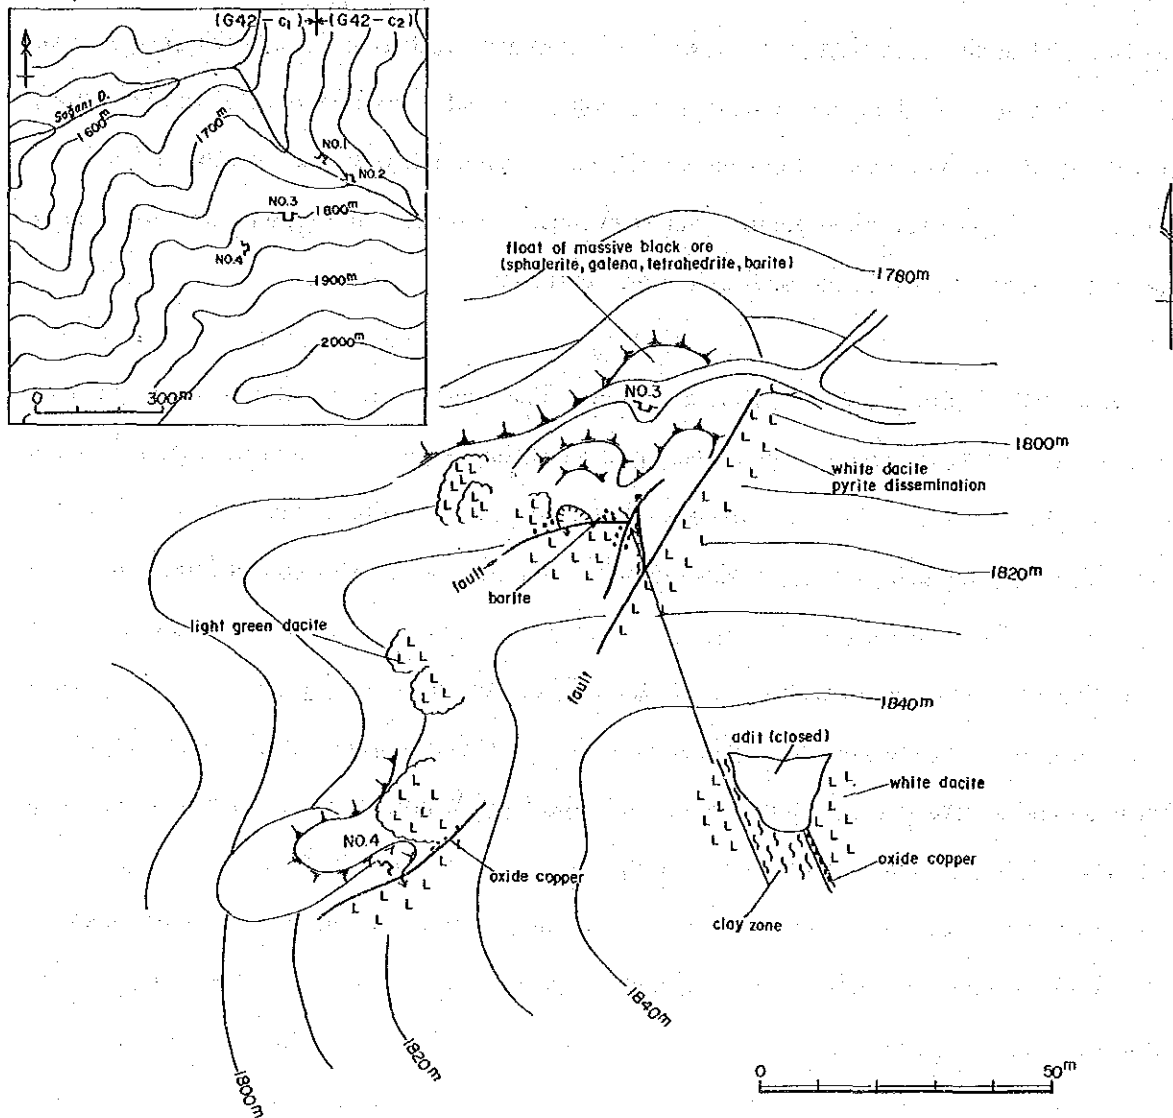 (G42-c1) (G42-c2)
Soğanı D.
1600m
1700m
NO.1
NO.2
NO.3
1800m
NO.4
1900m
2000m
0 300m
float of massive black ore
(sphalerite, galena, tetrahedrite, barite)
1780m
NO.3
1800m
white dacite
pyrite dissemination
fault
barite
1820m
light green dacite
fault
1840m
adit (closed)
white dacite
NO.4
oxide copper
oxide copper
clay zone
1840m
1820m
1800m
0 50m
L L L L L L L L L L L L L L L L L L L L